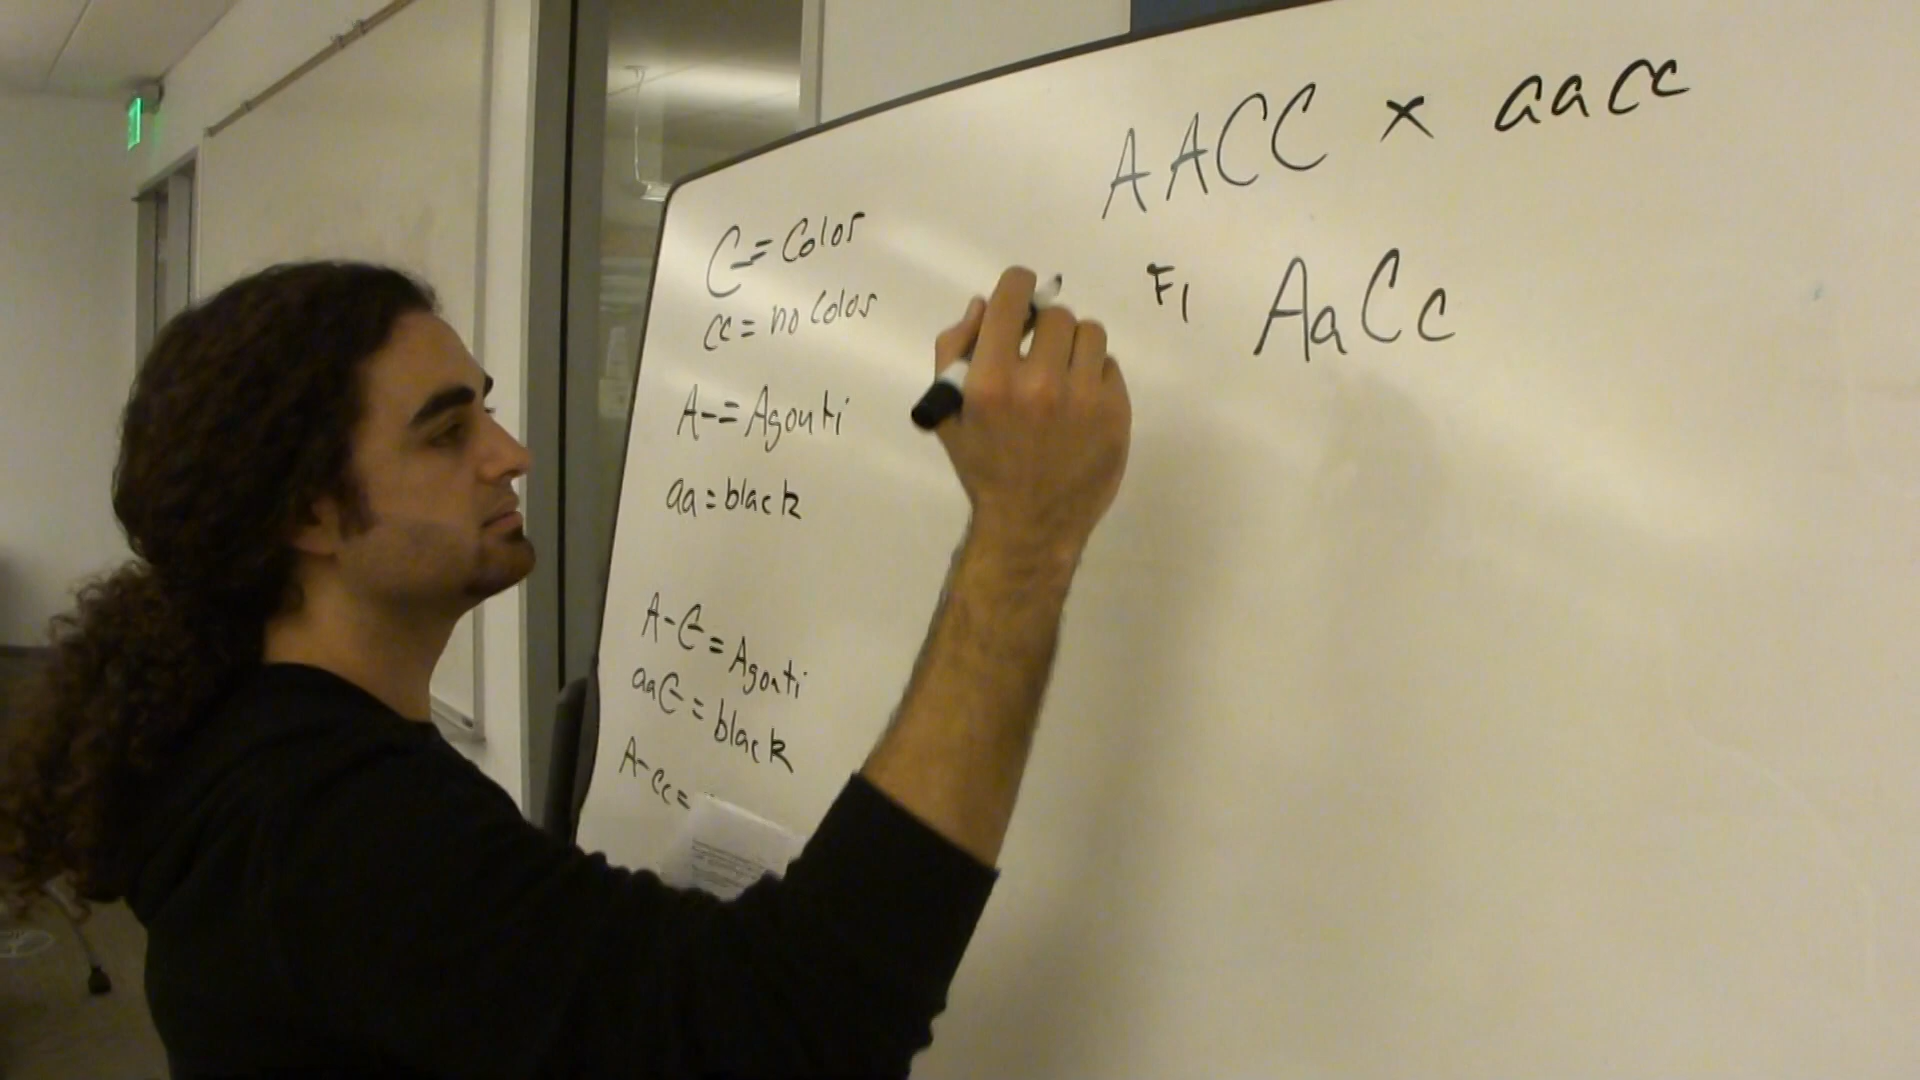 C-= Color
cc = no Color
A-= Agouti
aa = black
A-C-= Agouti
aaC- = black
A-cc=
AACC x aacc
F1 AaCc